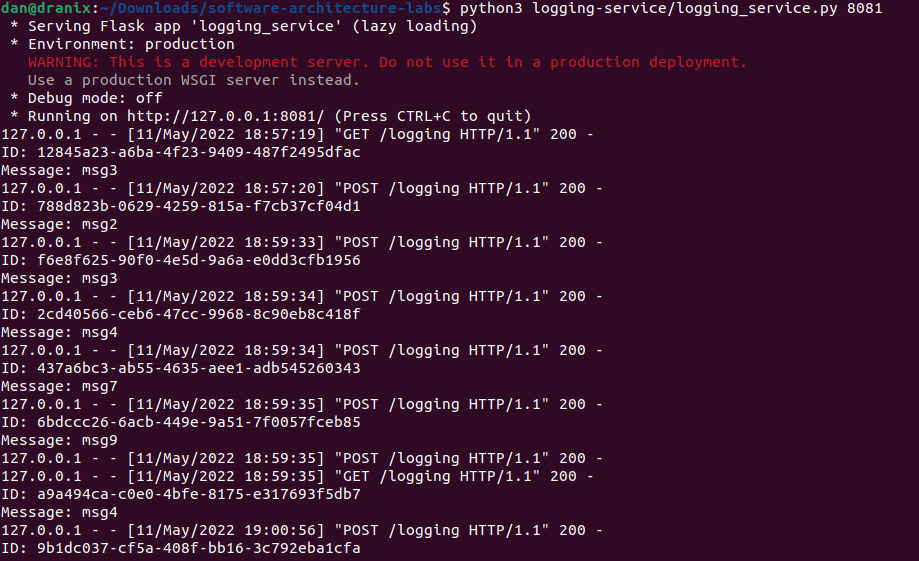 dan@dranix:~/Downloads/software-architecture-labs$ python3 logging-service/logging_service.py 8081
 * Serving Flask app 'logging_service' (lazy loading)
 * Environment: production
   WARNING: This is a development server. Do not use it in a production deployment.
   Use a production WSGI server instead.
 * Debug mode: off
 * Running on http://127.0.0.1:8081/ (Press CTRL+C to quit)
127.0.0.1 - - [11/May/2022 18:57:19] "GET /logging HTTP/1.1" 200 -
ID: 12845a23-a6ba-4f23-9409-487f2495dfac
Message: msg3
127.0.0.1 - - [11/May/2022 18:57:20] "POST /logging HTTP/1.1" 200 -
ID: 788d823b-0629-4259-815a-f7cb37cf04d1
Message: msg2
127.0.0.1 - - [11/May/2022 18:59:33] "POST /logging HTTP/1.1" 200 -
ID: f6e8f625-90f0-4e5d-9a6a-e0dd3cfb1956
Message: msg3
127.0.0.1 - - [11/May/2022 18:59:34] "POST /logging HTTP/1.1" 200 -
ID: 2cd40566-ceb6-47cc-9968-8c90eb8c418f
Message: msg4
127.0.0.1 - - [11/May/2022 18:59:34] "POST /logging HTTP/1.1" 200 -
ID: 437a6bc3-ab55-4635-aee1-adb545260343
Message: msg7
127.0.0.1 - - [11/May/2022 18:59:35] "POST /logging HTTP/1.1" 200 -
ID: 6bdccc26-6acb-449e-9a51-7f0057fceb85
Message: msg9
127.0.0.1 - - [11/May/2022 18:59:35] "POST /logging HTTP/1.1" 200 -
127.0.0.1 - - [11/May/2022 18:59:35] "GET /logging HTTP/1.1" 200 -
ID: a9a494ca-c0e0-4bfe-8175-e317693f5db7
Message: msg4
127.0.0.1 - - [11/May/2022 19:00:56] "POST /logging HTTP/1.1" 200 -
ID: 9b1dc037-cf5a-408f-bb16-3c792eba1cfa